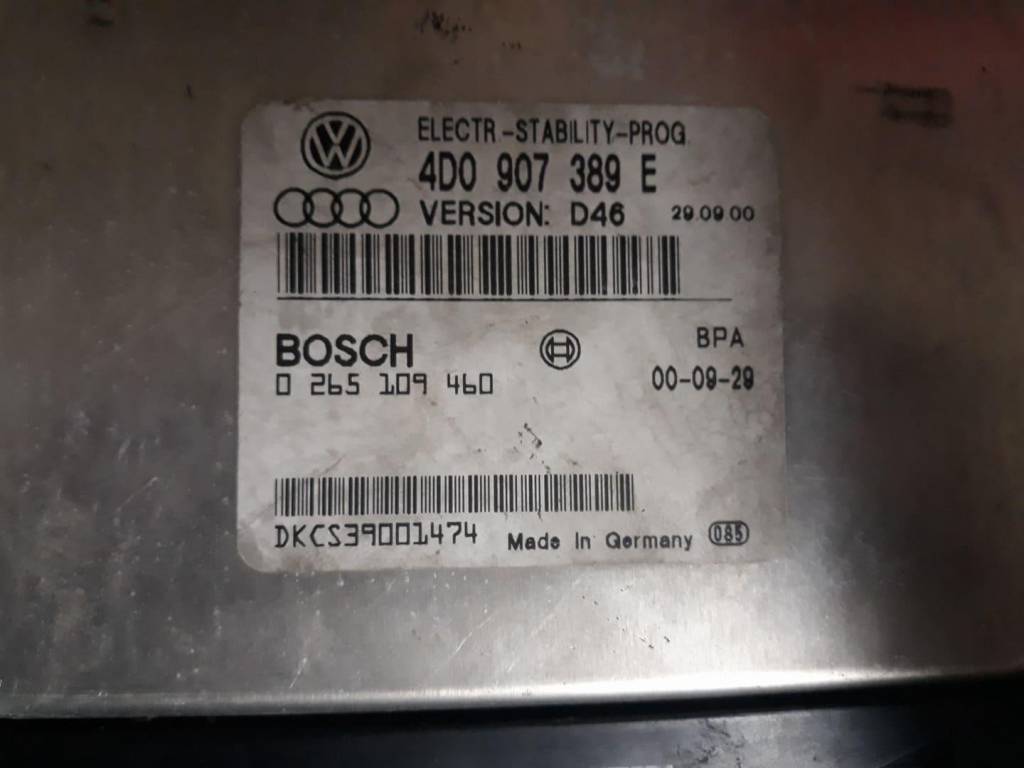 ELECTR-STABILITY-PROG.
4D0 907 389 E
VERSION: D46 29.09.00
BOSCH BPA
0 265 109 460 00-09-29
DKCS39001474 Made In Germany 085